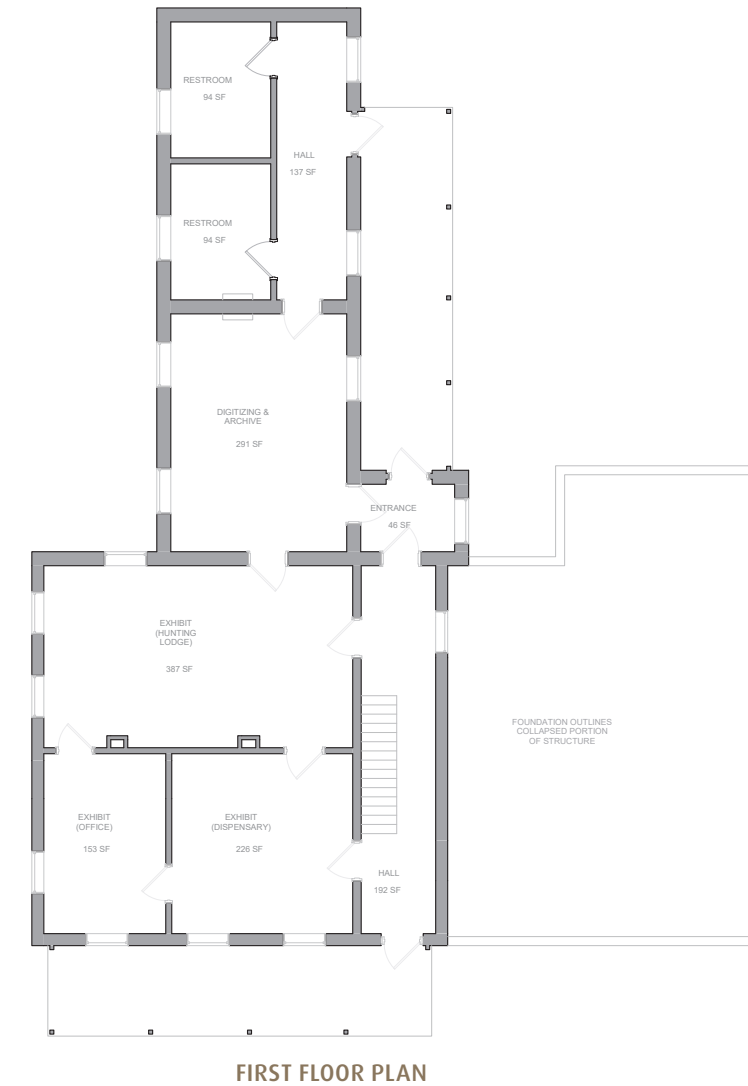 RESTROOM
94 SF
HALL
137 SF
RESTROOM
94 SF
DIGITIZING &
ARCHIVE
291 SF
ENTRANCE
46 SF
EXHIBIT
(HUNTING
LODGE)
387 SF
FOUNDATION OUTLINES
COLLAPSED PORTION
OF STRUCTURE
EXHIBIT
(OFFICE)
153 SF
EXHIBIT
(DISPENSARY)
226 SF
HALL
192 SF
FIRST FLOOR PLAN